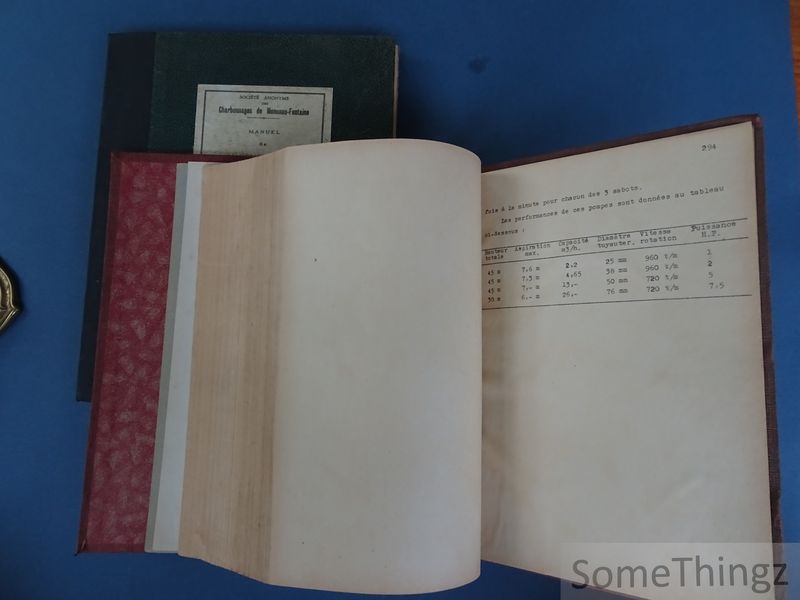 SOCIÉTÉ ANONYME
DES
Charbonnages de Monceau-Fontaine
MANUEL
DE
294
fois à la minute pour chacun des 3 sabots.
Les performances de ces pompes sont données au tableau
ci-dessous :
Hauteur totale Aspiration max. Capacité m3/h. Diamètre tuyauter. Vitesse rotation Puissance H.P.
45 m 7,6 m 2,2 25 mm 960 t/m 1
45 m 7,3 m 4,65 38 mm 960 t/m 2
45 m 7,- m 13,- 50 mm 720 t/m 5
30 m 6,- m 26,- 76 mm 720 t/m 7,5
SomeThingz